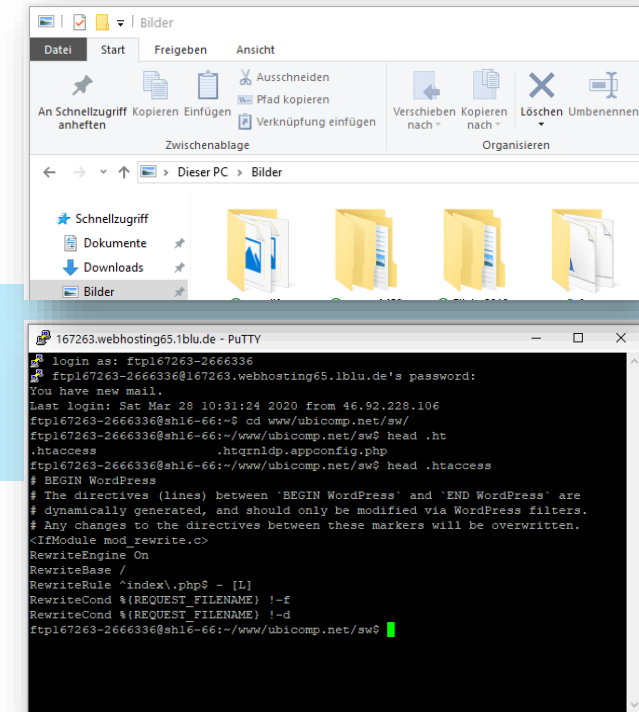 Bilder
Datei Start Freigeben Ansicht
An Schnellzugriff anheften
Kopieren
Einfügen
Ausschneiden
Pfad kopieren
Verknüpfung einfügen
Verschieben nach
Kopieren nach
Löschen
Umbenennen
Zwischenablage
Organisieren
Dieser PC > Bilder
Schnellzugriff
Dokumente
Downloads
Bilder
167263.webhosting65.1blu.de - PuTTY
login as: ftp167263-2666336
ftp167263-2666336@167263.webhosting65.1blu.de's password:
You have new mail.
Last login: Sat Mar 28 10:31:24 2020 from 46.92.228.106
ftp167263-2666336@sh16-66:~$ cd www/ubicomp.net/sw/
ftp167263-2666336@sh16-66:~/www/ubicomp.net/sw$ head .ht
.htaccess .htqrnldp.appconfig.php
ftp167263-2666336@sh16-66:~/www/ubicomp.net/sw$ head .htaccess
# BEGIN WordPress
# The directives (lines) between `BEGIN WordPress` and `END WordPress` are
# dynamically generated, and should only be modified via WordPress filters.
# Any changes to the directives between these markers will be overwritten.
<IfModule mod_rewrite.c>
RewriteEngine On
RewriteBase /
RewriteRule ^index\.php$ - [L]
RewriteCond %{REQUEST_FILENAME} !-f
RewriteCond %{REQUEST_FILENAME} !-d
ftp167263-2666336@sh16-66:~/www/ubicomp.net/sw$